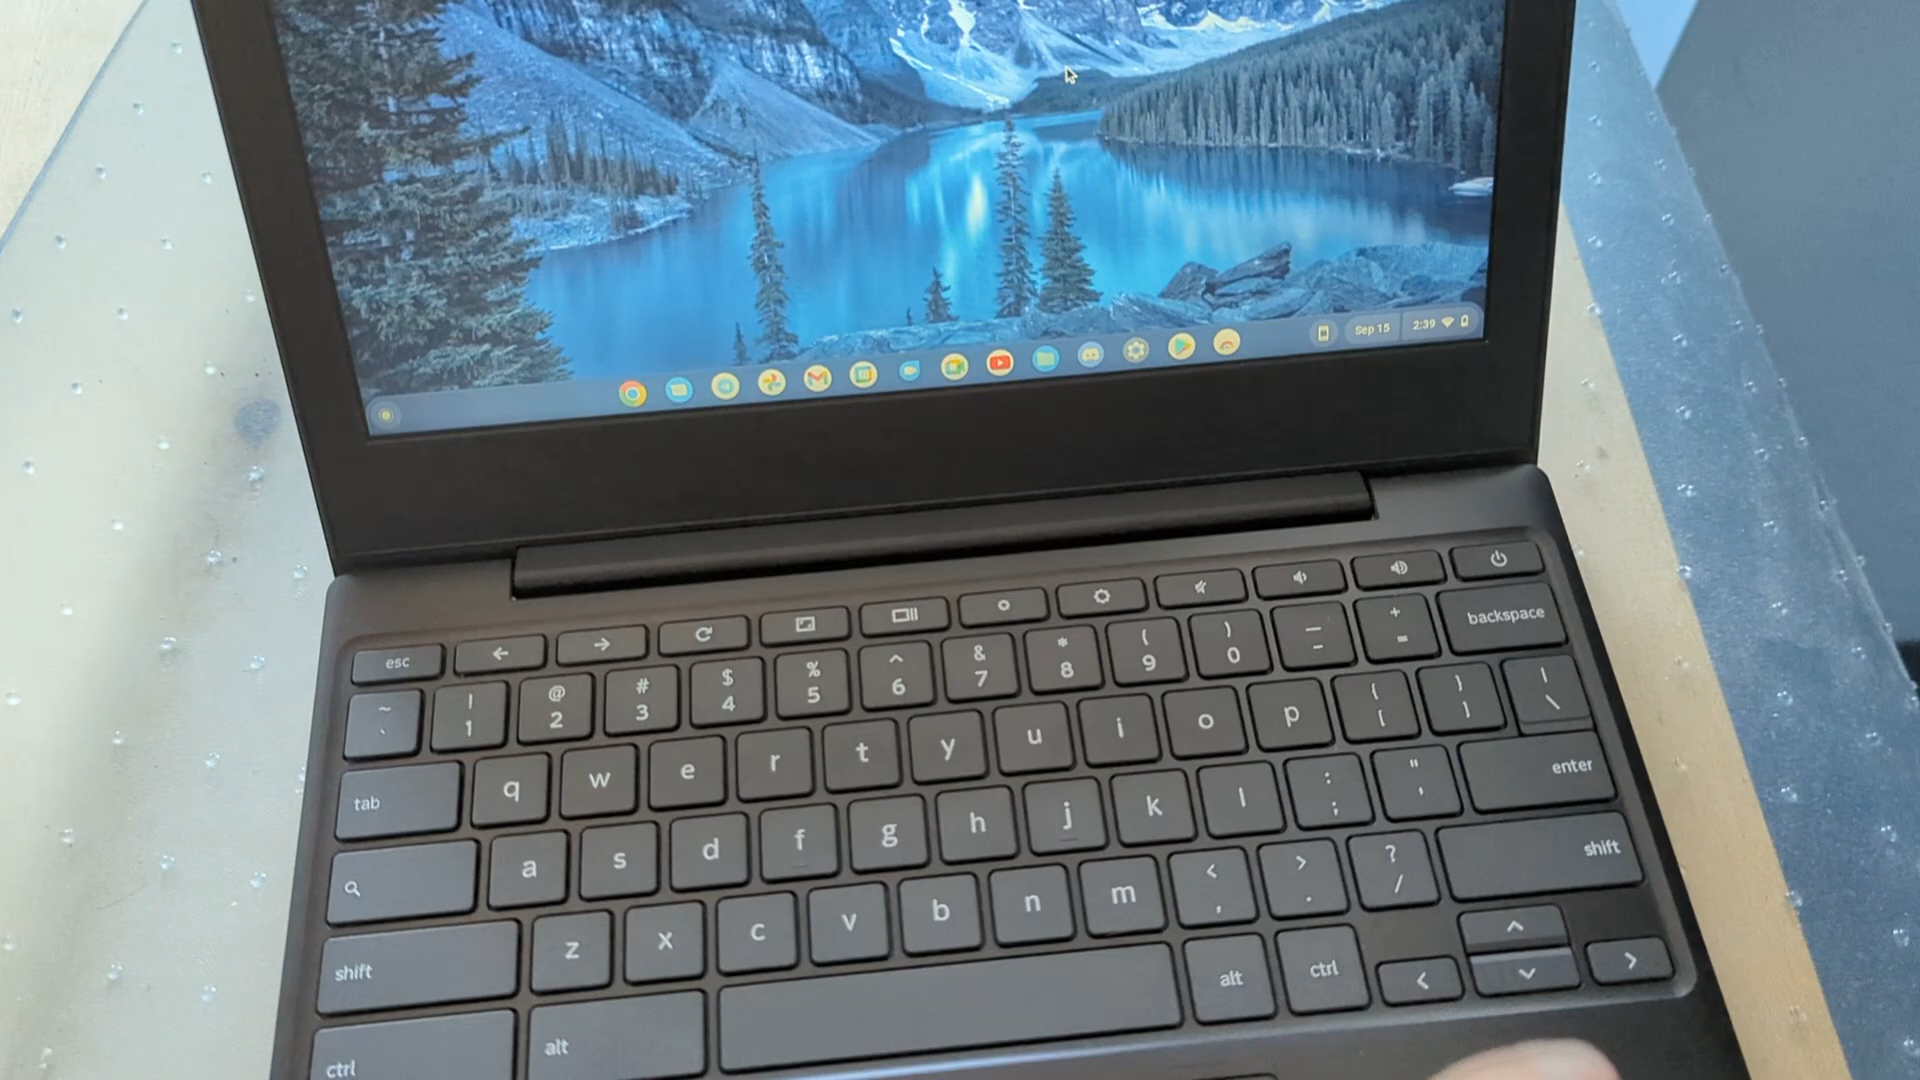 Sep 15 2:39
esc
~ ! @ # $ % ^ & * ( ) _ +
` 1 2 3 4 5 6 7 8 9 0 - = backspace
tab q w e r t y u i o p { [ } ] | \
a s d f g h j k l : ; " ' enter
shift z x c v b n m < , > . ? / shift
ctrl alt alt ctrl